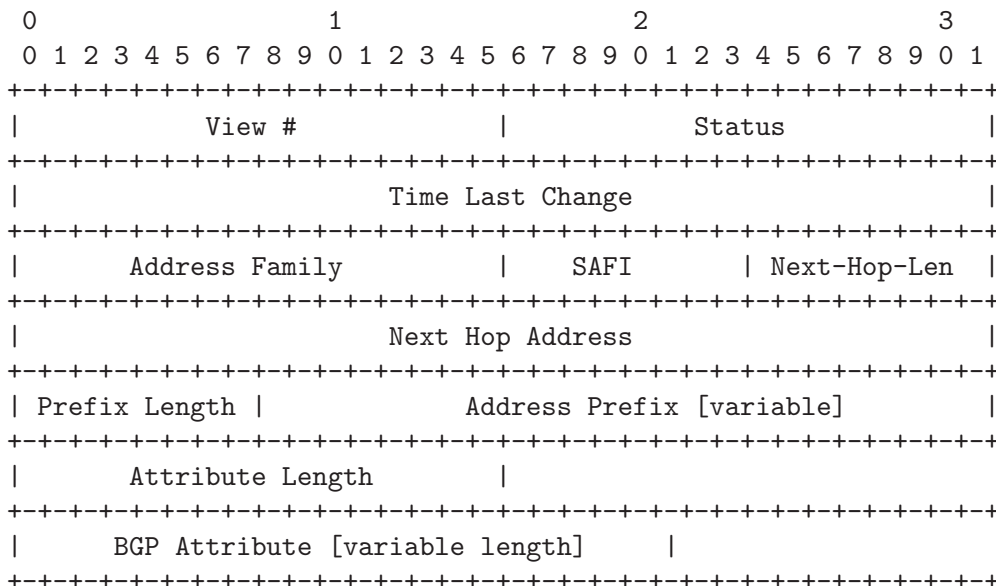 0 1 2 3
0 1 2 3 4 5 6 7 8 9 0 1 2 3 4 5 6 7 8 9 0 1 2 3 4 5 6 7 8 9 0 1
+-+-+-+-+-+-+-+-+-+-+-+-+-+-+-+-+-+-+-+-+-+-+-+-+-+-+-+-+-+-+-+-+
| View # | Status |
+-+-+-+-+-+-+-+-+-+-+-+-+-+-+-+-+-+-+-+-+-+-+-+-+-+-+-+-+-+-+-+-+
| Time Last Change |
+-+-+-+-+-+-+-+-+-+-+-+-+-+-+-+-+-+-+-+-+-+-+-+-+-+-+-+-+-+-+-+-+
| Address Family | SAFI | Next-Hop-Len |
+-+-+-+-+-+-+-+-+-+-+-+-+-+-+-+-+-+-+-+-+-+-+-+-+-+-+-+-+-+-+-+-+
| Next Hop Address |
+-+-+-+-+-+-+-+-+-+-+-+-+-+-+-+-+-+-+-+-+-+-+-+-+-+-+-+-+-+-+-+-+
| Prefix Length | Address Prefix [variable] |
+-+-+-+-+-+-+-+-+-+-+-+-+-+-+-+-+-+-+-+-+-+-+-+-+-+-+-+-+-+-+-+-+
| Attribute Length |
+-+-+-+-+-+-+-+-+-+-+-+-+-+-+-+-+-+-+-+-+-+-+-+-+-+-+-+-+-+-+-+-+
| BGP Attribute [variable length] |
+-+-+-+-+-+-+-+-+-+-+-+-+-+-+-+-+-+-+-+-+-+-+-+-+-+-+-+-+-+-+-+-+